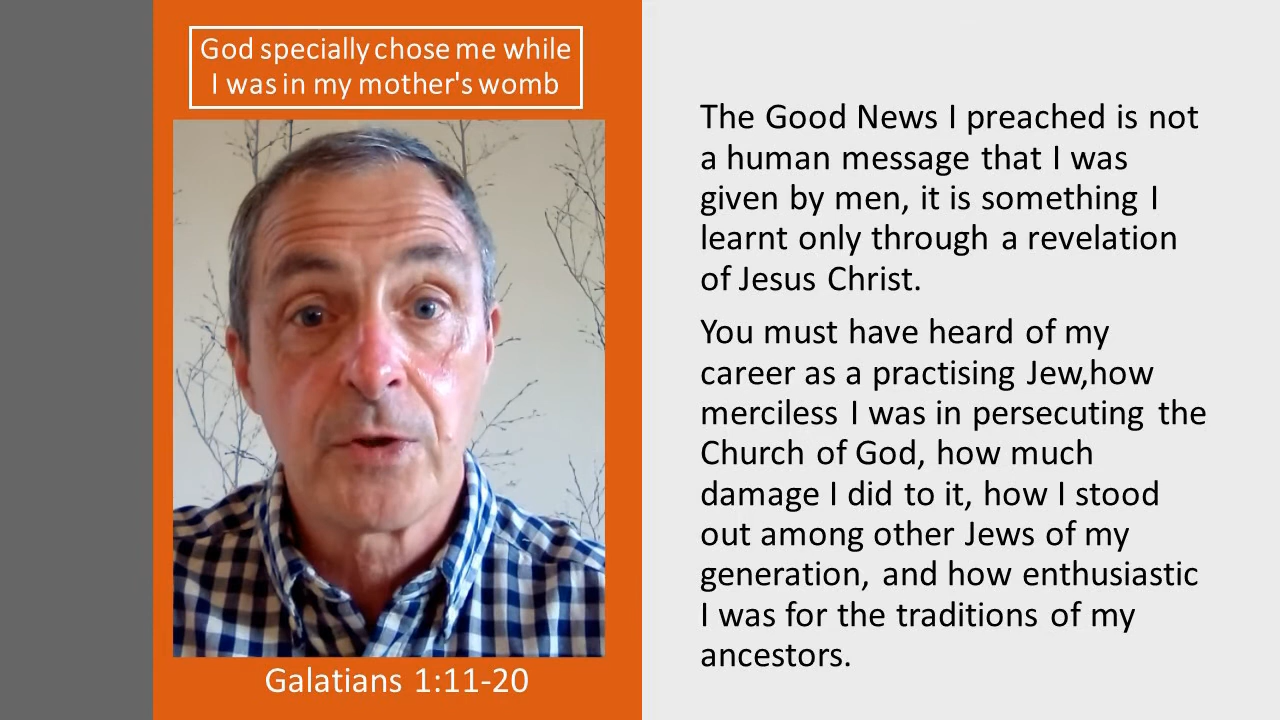 God specially chose me while
I was in my mother's womb
Galatians 1:11-20
The Good News I preached is not
a human message that I was
given by men, it is something I
learnt only through a revelation
of Jesus Christ.
You must have heard of my
career as a practising Jew,how
merciless I was in persecuting the
Church of God, how much
damage I did to it, how I stood
out among other Jews of my
generation, and how enthusiastic
I was for the traditions of my
ancestors.